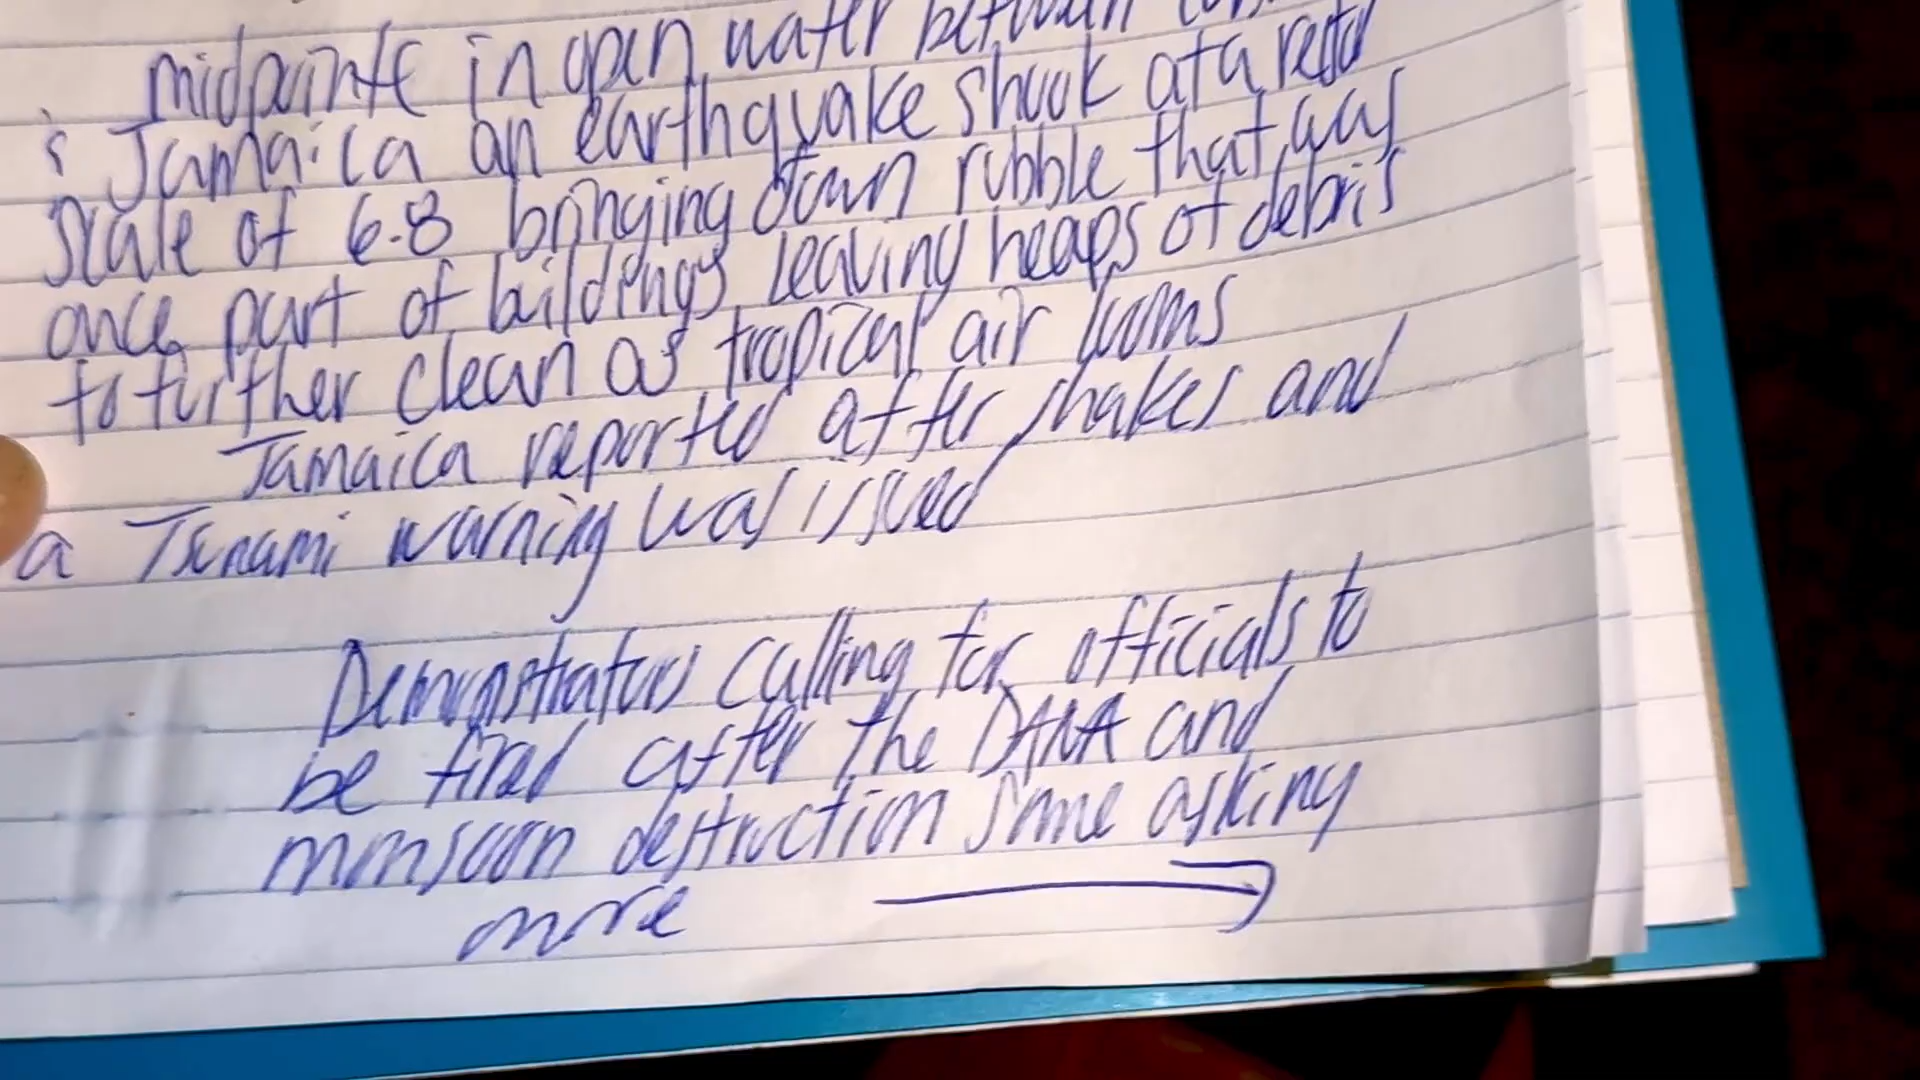 midpointe in open water between
& Jamaica an earthquake shook at a
scale of 6.8 bringing down rubble that was
once part of buildings leaving heaps of debris
to further clean as tropical air looms
Jamaica reported after shakes and
a Tsunami warning was issued
Demonstrators calling for officials to
be fired after the DANA and
monsoon destruction some asking
more →